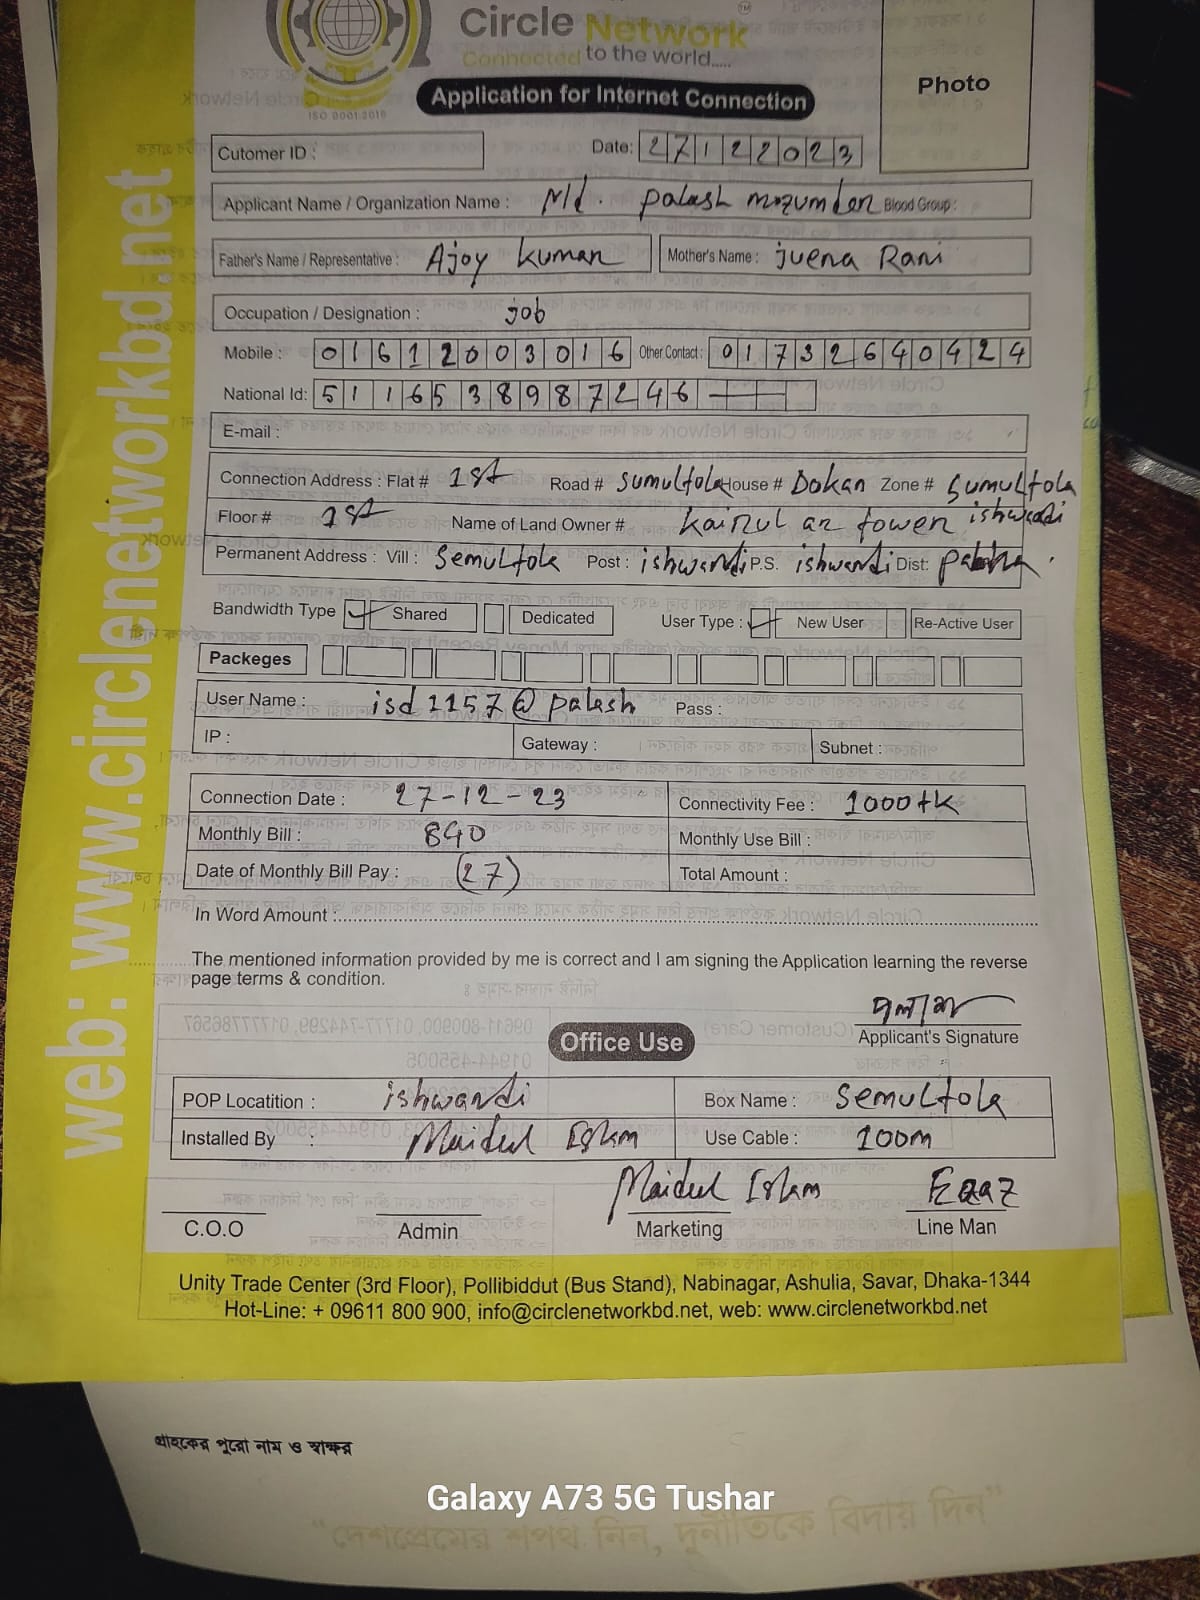 Circle Network
TM
Connected to the world.....
ISO 9001:2015
Application for Internet Connection
Photo
Cutomer ID :
Date: 27122023
Applicant Name / Organization Name : Md. palash mozumder Blood Group :
Father's Name / Representative : Ajoy kumar Mother's Name : juena Rani
Occupation / Designation : job
Mobile : 01612003016 Other Contact : 01732640424
National Id: 5116538987246
E-mail :
Connection Address : Flat # 1st Road # sumultola House # Dokan Zone # Sumultola
Floor # 1st Name of Land Owner # kairul an tower ishwardi
Permanent Address : Vill : Semultola Post : ishwardi P.S. ishwardi Dist: pabna
Bandwidth Type Shared Dedicated User Type : New User Re-Active User
Packeges
User Name : isd1157@palash Pass :
IP : Gateway : Subnet :
Connection Date : 27-12-23 Connectivity Fee : 1000tk
Monthly Bill : 840 Monthly Use Bill :
Date of Monthly Bill Pay : (27) Total Amount :
In Word Amount :
The mentioned information provided by me is correct and I am signing the Application learning the reverse
page terms & condition.
পলাশ
Applicant's Signature
Office Use
POP Locatition : ishwardi Box Name : Semultola
Installed By : Maidul Islam Use Cable : 100m
Maidul Islam Ezaz
C.O.O Admin Marketing Line Man
Unity Trade Center (3rd Floor), Pollibiddut (Bus Stand), Nabinagar, Ashulia, Savar, Dhaka-1344
Hot-Line: + 09611 800 900, info@circlenetworkbd.net, web: www.circlenetworkbd.net
web: www.circlenetworkbd.net
গ্রাহকের পুরো নাম ও স্বাক্ষর
Galaxy A73 5G Tushar
"দেশপ্রেমের শপথ নিন, দুর্নীতিকে বিদায় দিন"